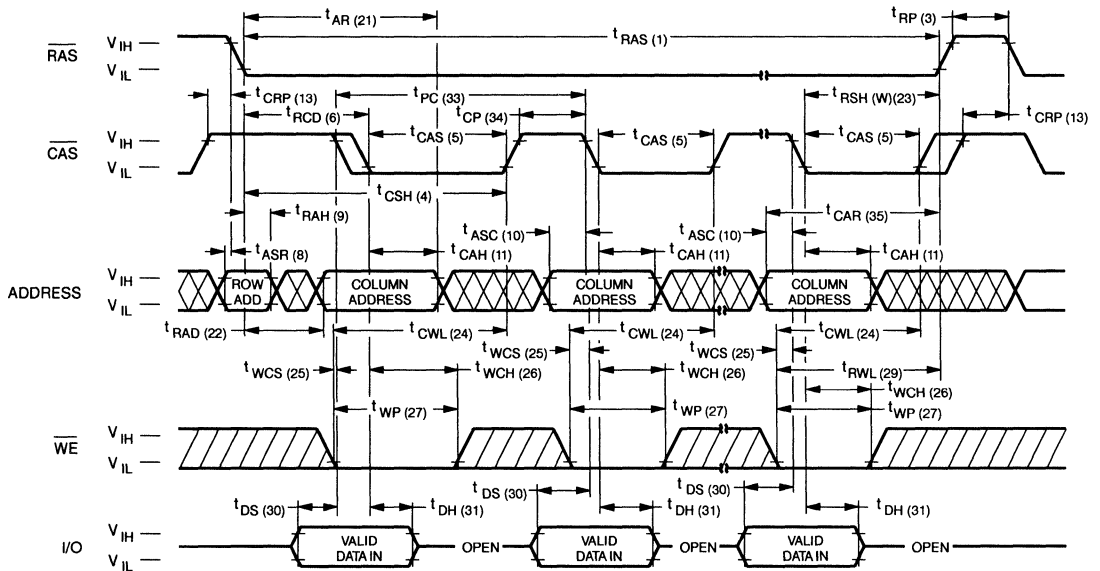 t AR (21)
t RP (3)
t RAS (1)
RAS
V IH
V IL
t CRP (13)
t PC (33)
t RSH (W)(23)
t RCD (6)
t CP (34)
t CRP (13)
CAS
V IH
V IL
t CAS (5)
t CAS (5)
t CAS (5)
t CSH (4)
t RAH (9)
t CAR (35)
t ASC (10)
t ASC (10)
t ASR (8)
t CAH (11)
t CAH (11)
t CAH (11)
ADDRESS
V IH
V IL
ROW ADD
COLUMN ADDRESS
COLUMN ADDRESS
COLUMN ADDRESS
t RAD (22)
t CWL (24)
t CWL (24)
t CWL (24)
t WCS (25)
t WCS (25)
t WCS (25)
t WCH (26)
t WCH (26)
t RWL (29)
t WCH (26)
t WP (27)
t WP (27)
t WP (27)
WE
V IH
V IL
t DS (30)
t DS (30)
t DS (30)
t DH (31)
t DH (31)
t DH (31)
I/O
V IH
V IL
VALID DATA IN
OPEN
VALID DATA IN
OPEN
VALID DATA IN
OPEN